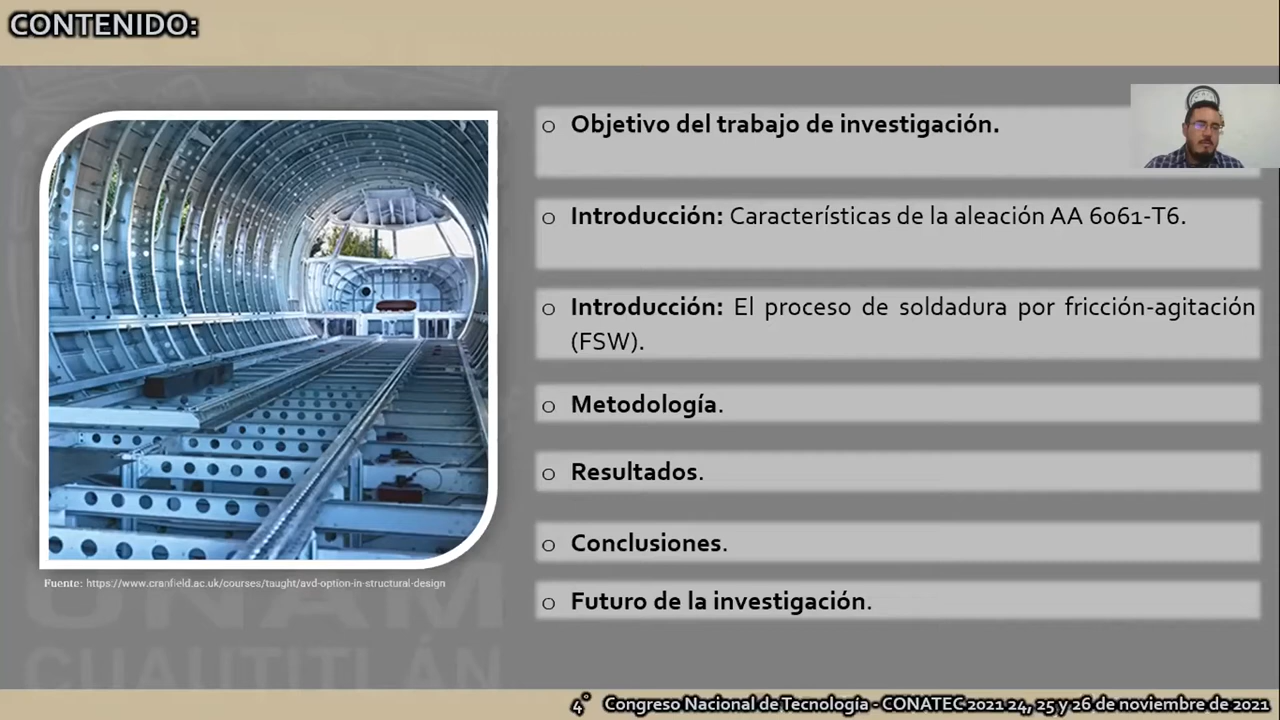 CONTENIDO:
o Objetivo del trabajo de investigación.
o Introducción: Características de la aleación AA 6061-T6.
o Introducción: El proceso de soldadura por fricción-agitación
(FSW).
o Metodología.
o Resultados.
o Conclusiones.
o Futuro de la investigación.
Fuente: https://www.cranfield.ac.uk/courses/taught/avd-option-in-structural-design
UNAM
CUAUTITLÁN
4° Congreso Nacional de Tecnología - CONATEC 2021 24, 25 y 26 de noviembre de 2021